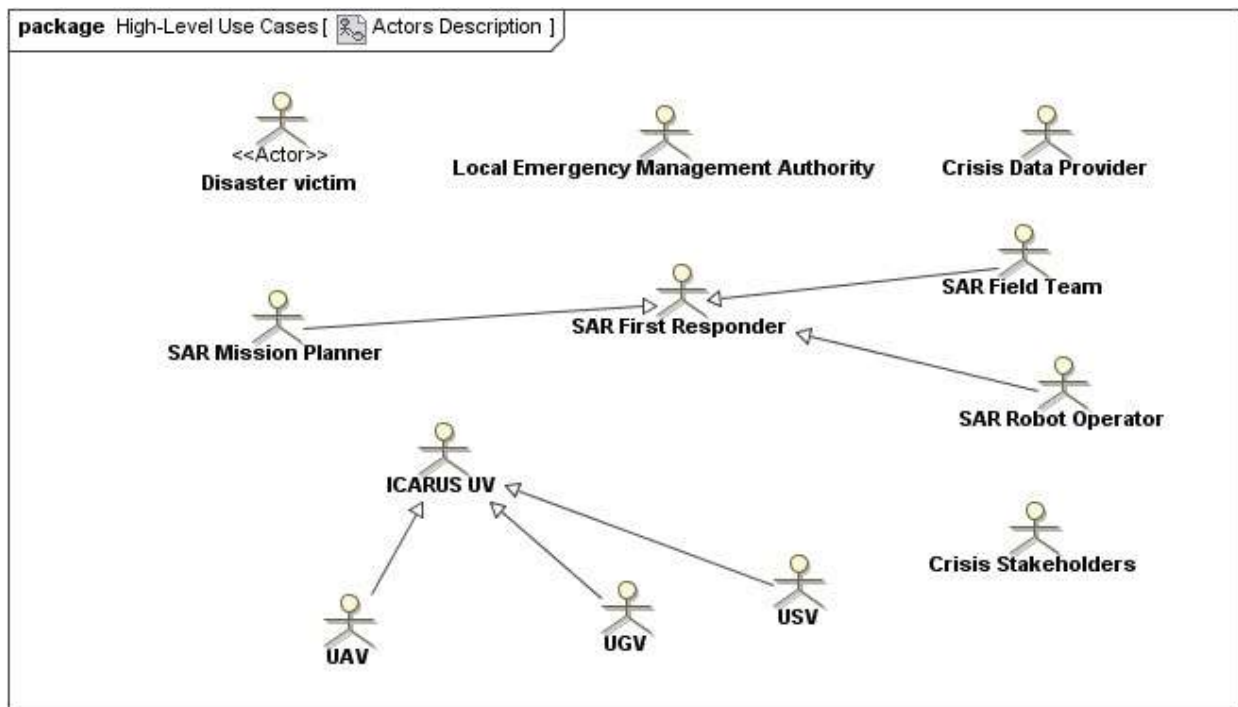 package High-Level Use Cases [ Actors Description ]
<<Actor>>
Disaster victim
Local Emergency Management Authority
Crisis Data Provider
SAR Field Team
SAR First Responder
SAR Mission Planner
SAR Robot Operator
ICARUS UV
Crisis Stakeholders
USV
UGV
UAV